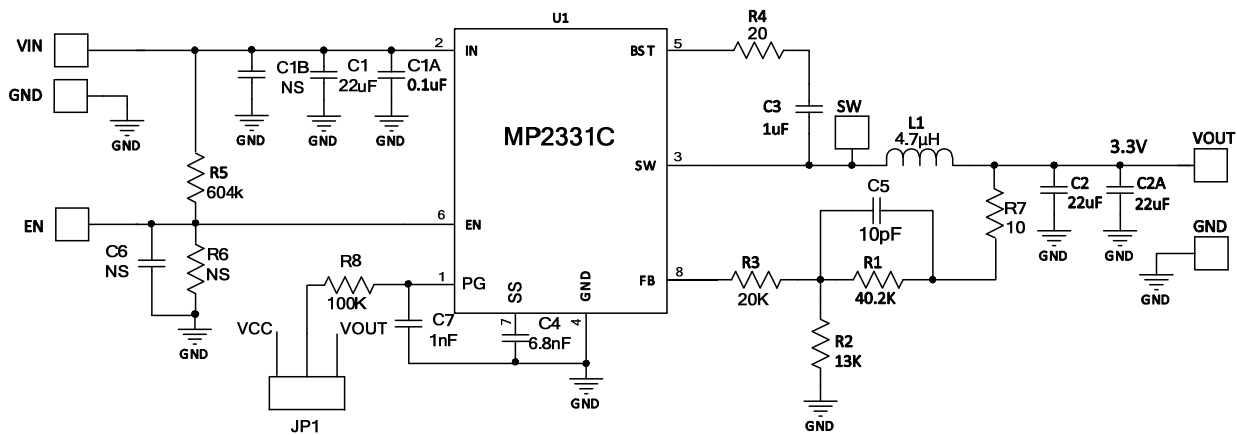 U1
R4
20
VIN
2
IN
BST
5
C1B
NS
C1
22uF
C1A
0.1uF
GND
GND
GND
GND
GND
C3
1uF
SW
MP2331C
L1
4.7µH
3.3V
VOUT
SW
3
R5
604k
C5
10pF
R7
10
C2
22uF
C2A
22uF
EN
6
EN
GND
GND
GND
GND
C6
NS
R6
NS
R8
100K
1
PG
SS
GND
FB
8
R3
20K
R1
40.2K
GND
VCC
VOUT
C7
1nF
7
C4
6.8nF
4
R2
13K
GND
JP1
GND